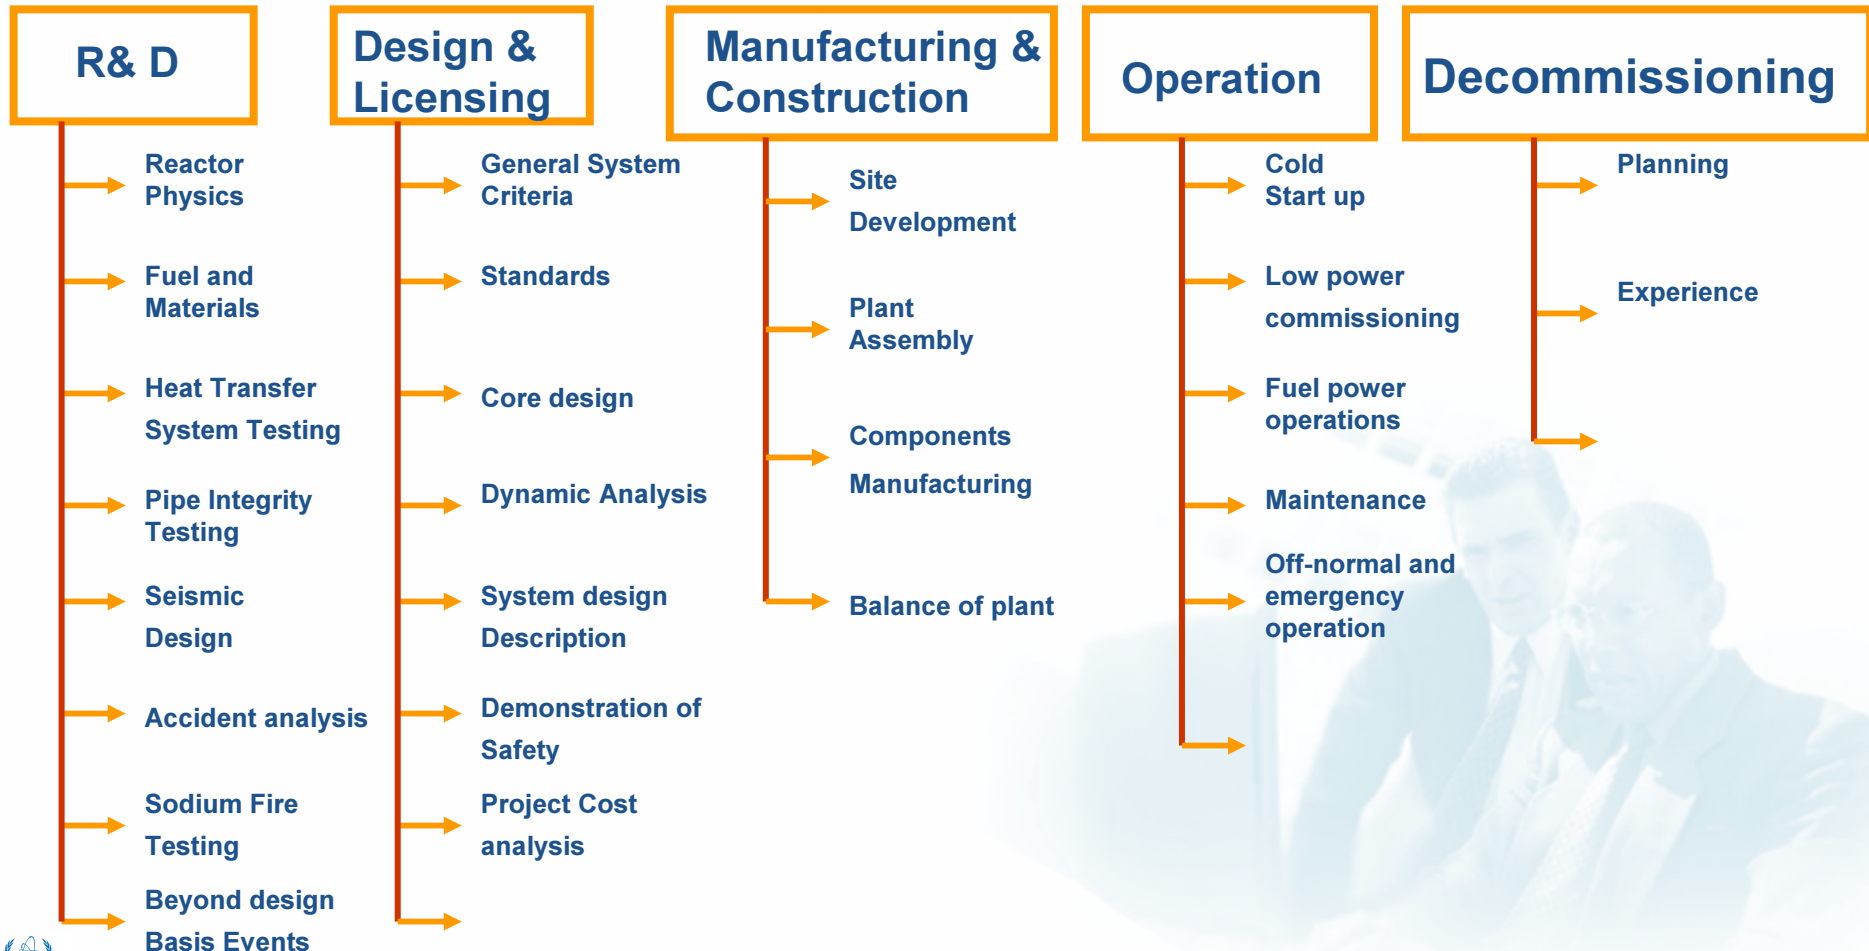 R& D
Reactor
Physics
Fuel and
Materials
Heat Transfer
System Testing
Pipe Integrity
Testing
Seismic
Design
Accident analysis
Sodium Fire
Testing
Beyond design
Basis Events
Design &
Licensing
General System
Criteria
Standards
Core design
Dynamic Analysis
System design
Description
Demonstration of
Safety
Project Cost
analysis
Manufacturing &
Construction
Site
Development
Plant
Assembly
Components
Manufacturing
Balance of plant
Operation
Cold
Start up
Low power
commissioning
Fuel power
operations
Maintenance
Off-normal and
emergency
operation
Decommissioning
Planning
Experience